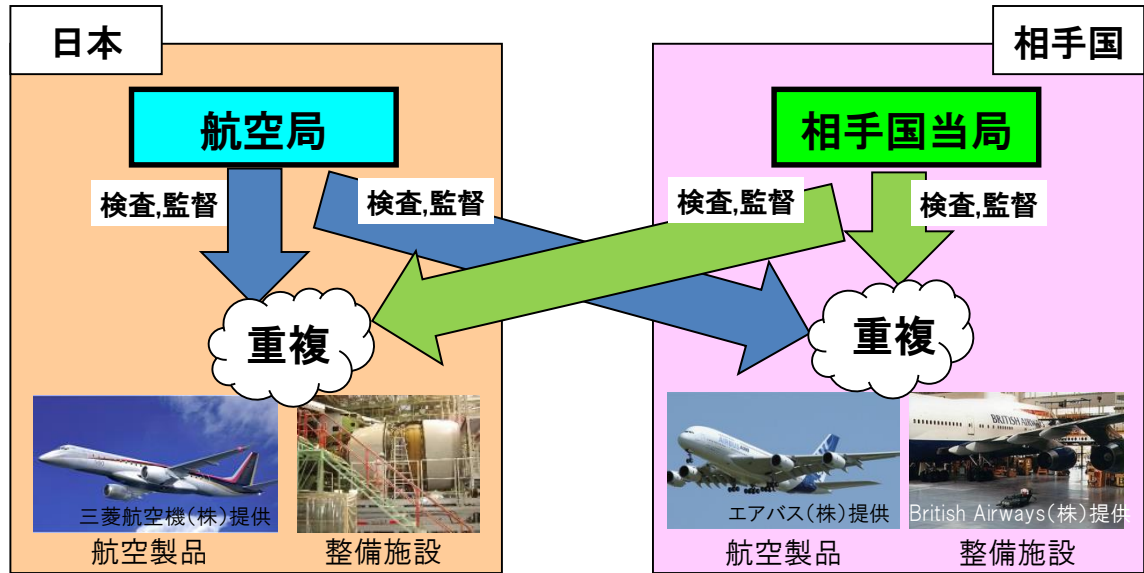 日本
相手国
航空局
相手国当局
検査,監督
検査,監督
検査,監督
検査,監督
重複
重複
三菱航空機(株)提供
エアバス(株)提供
BRITISH AIRWAYS
British Airways(株)提供
航空製品
整備施設
航空製品
整備施設